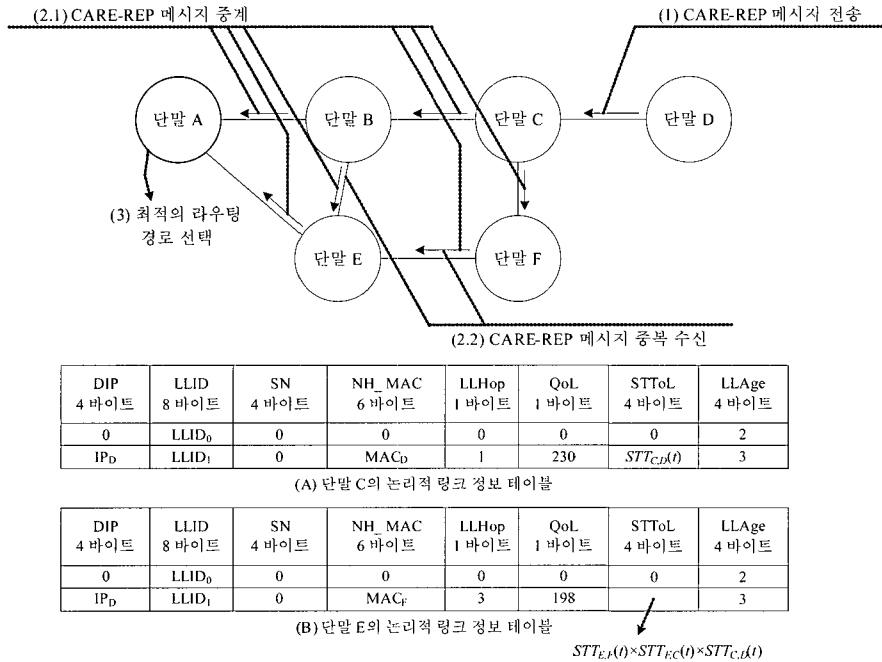 (2.1) CARE-REP 메시지 중계
(1) CARE-REP 메시지 전송
단말 A
단말 B
단말 C
단말 D
(3) 최적의 라우팅
경로 선택
단말 E
단말 F
(2.2) CARE-REP 메시지 중복 수신
DIP LLID SN NH_MAC LLHop QoL STToL LLAge
4 바이트 8 바이트 4 바이트 6 바이트 1 바이트 1 바이트 4 바이트 4 바이트
0 LLID₀ 0 0 0 0 0 2
IP_D LLID₁ 0 MAC_D 1 230 STT_C,D(t) 3
(A) 단말 C의 논리적 링크 정보 테이블
DIP LLID SN NH_MAC LLHop QoL STToL LLAge
4 바이트 8 바이트 4 바이트 6 바이트 1 바이트 1 바이트 4 바이트 4 바이트
0 LLID₀ 0 0 0 0 0 2
IP_D LLID₁ 0 MAC_F 3 198 3
(B) 단말 E의 논리적 링크 정보 테이블
STT_E,F(t)×STT_F,C(t)×STT_C,D(t)